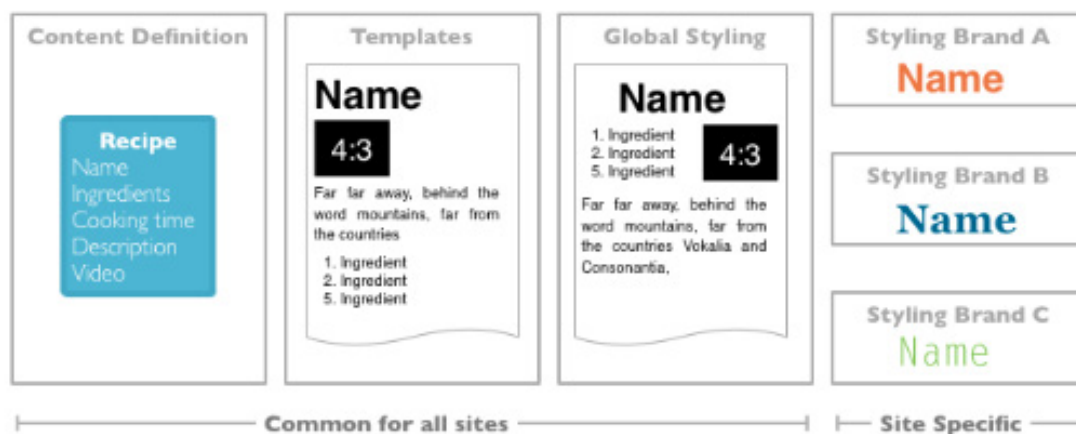 Content Definition
Recipe
Name
Ingredients
Cooking time
Description
Video
Templates
Name
4:3
Far far away, behind the
word mountains, far from
the countries
1. Ingredient
2. Ingredient
5. Ingredient
Global Styling
Name
1. Ingredient
2. Ingredient
5. Ingredient
4:3
Far far away, behind the
word mountains, far from
the countries Vokalia and
Consonantia,
Styling Brand A
Name
Styling Brand B
Name
Styling Brand C
Name
Common for all sites
Site Specific